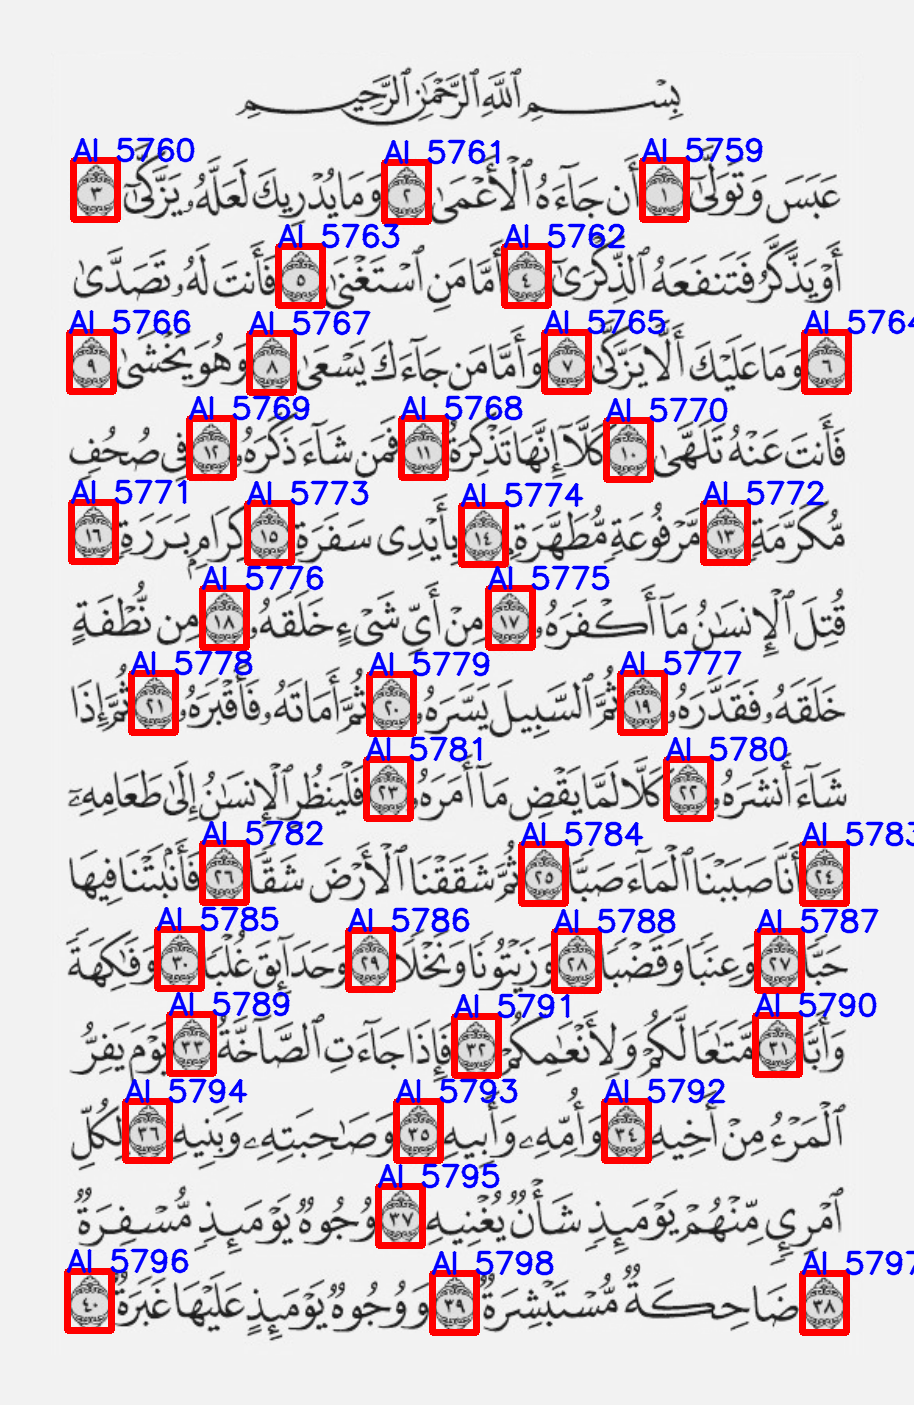 بِسْمِ ٱللَّهِ ٱلرَّحْمَٰنِ ٱلرَّحِيمِ
AI 5759 AI 5761 AI 5760
عَبَسَ وَتَوَلَّىٰٓ ١ أَن جَآءَهُ ٱلْأَعْمَىٰ ٢ وَمَا يُدْرِيكَ لَعَلَّهُۥ يَزَّكَّىٰٓ ٣
AI 5762 AI 5763
أَوْ يَذَّكَّرُ فَتَنفَعَهُ ٱلذِّكْرَىٰٓ ٤ أَمَّا مَنِ ٱسْتَغْنَىٰ ٥ فَأَنتَ لَهُۥ تَصَدَّىٰ
AI 5764 AI 5765 AI 5767 AI 5766
٦ وَمَا عَلَيْكَ أَلَّا يَزَّكَّىٰ ٧ وَأَمَّا مَن جَآءَكَ يَسْعَىٰ ٨ وَهُوَ يَخْشَىٰ ٩
AI 5770 AI 5768 AI 5769
فَأَنتَ عَنْهُ تَلَهَّىٰ ١٠ كَلَّآ إِنَّهَا تَذْكِرَةٌ ١١ فَمَن شَآءَ ذَكَرَهُۥ ١٢ فِى صُحُفٍ
AI 5772 AI 5774 AI 5773 AI 5771
مُّكَرَّمَةٍ ١٣ مَّرْفُوعَةٍ مُّطَهَّرَةٍۭ ١٤ بِأَيْدِى سَفَرَةٍ ١٥ كِرَامٍۭ بَرَرَةٍ ١٦
AI 5775 AI 5776
قُتِلَ ٱلْإِنسَٰنُ مَآ أَكْفَرَهُۥ ١٧ مِنْ أَىِّ شَىْءٍ خَلَقَهُۥ ١٨ مِن نُّطْفَةٍ
AI 5777 AI 5779 AI 5778
خَلَقَهُۥ فَقَدَّرَهُۥ ١٩ ثُمَّ ٱلسَّبِيلَ يَسَّرَهُۥ ٢٠ ثُمَّ أَمَاتَهُۥ فَأَقْبَرَهُۥ ٢١ ثُمَّ إِذَا
AI 5780 AI 5781
شَآءَ أَنشَرَهُۥ ٢٢ كَلَّا لَمَّا يَقْضِ مَآ أَمَرَهُۥ ٢٣ فَلْيَنظُرِ ٱلْإِنسَٰنُ إِلَىٰ طَعَامِهِۦٓ
AI 5783 AI 5784 AI 5782
٢٤ أَنَّا صَبَبْنَا ٱلْمَآءَ صَبًّا ٢٥ ثُمَّ شَقَقْنَا ٱلْأَرْضَ شَقًّا ٢٦ فَأَنۢبَتْنَا فِيهَا
AI 5787 AI 5788 AI 5786 AI 5785
حَبًّا ٢٧ وَعِنَبًا وَقَضْبًا ٢٨ وَزَيْتُونًا وَنَخْلًا ٢٩ وَحَدَآئِقَ غُلْبًا ٣٠ وَفَٰكِهَةً
AI 5790 AI 5791 AI 5789
وَأَبًّا ٣١ مَّتَٰعًا لَّكُمْ وَلِأَنْعَٰمِكُمْ ٣٢ فَإِذَا جَآءَتِ ٱلصَّآخَّةُ ٣٣ يَوْمَ يَفِرُّ
AI 5792 AI 5793 AI 5794
ٱلْمَرْءُ مِنْ أَخِيهِ ٣٤ وَأُمِّهِۦ وَأَبِيهِ ٣٥ وَصَٰحِبَتِهِۦ وَبَنِيهِ ٣٦ لِكُلِّ
AI 5795
ٱمْرِئٍ مِّنْهُمْ يَوْمَئِذٍ شَأْنٌ يُغْنِيهِ ٣٧ وُجُوهٌ يَوْمَئِذٍ مُّسْفِرَةٌ
AI 5797 AI 5798 AI 5796
٣٨ ضَاحِكَةٌ مُّسْتَبْشِرَةٌ ٣٩ وَوُجُوهٌ يَوْمَئِذٍ عَلَيْهَا غَبَرَةٌ ٤٠